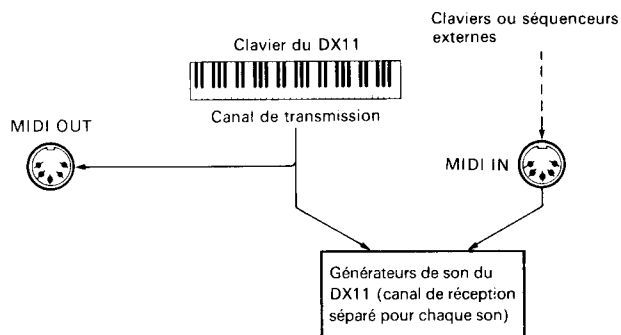 Claviers ou séquenceurs
externes
Clavier du DX11
Canal de transmission
MIDI OUT
MIDI IN
Générateurs de son du
DX11 (canal de réception
séparé pour chaque son)